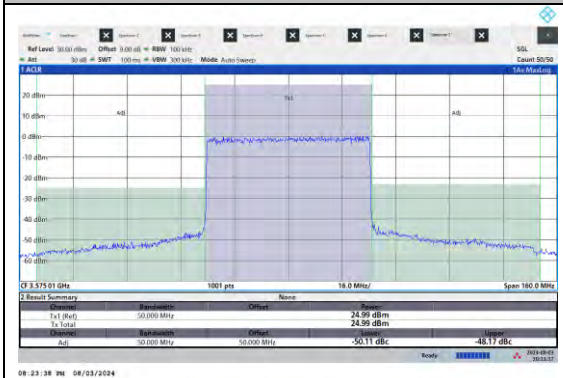 Ref Level 30.00 dBm Offset 9.00 dB RBW 100 kHz SGL
Att 30 dB SWT 100 ms VBW 300 kHz Mode Auto Sweep Count 50/50
1 ACLR 1Av MaxLog
20 dBm
Tx1
10 dBm
Adj Adj
0 dBm
-10 dBm
-20 dBm
-30 dBm
-40 dBm
-50 dBm
-60 dBm
CF 3.57501 GHz 1001 pts 16.0 MHz/ Span 160.0 MHz
2 Result Summary None
Channel Bandwidth Offset Power
Tx1 (Ref) 50.000 MHz 24.99 dBm
Tx Total 24.99 dBm
Channel Bandwidth Offset Lower Upper
Adj 50.000 MHz 50.000 MHz -50.11 dBc -48.17 dBc
Ready
08:23:38 PM 08/03/2024